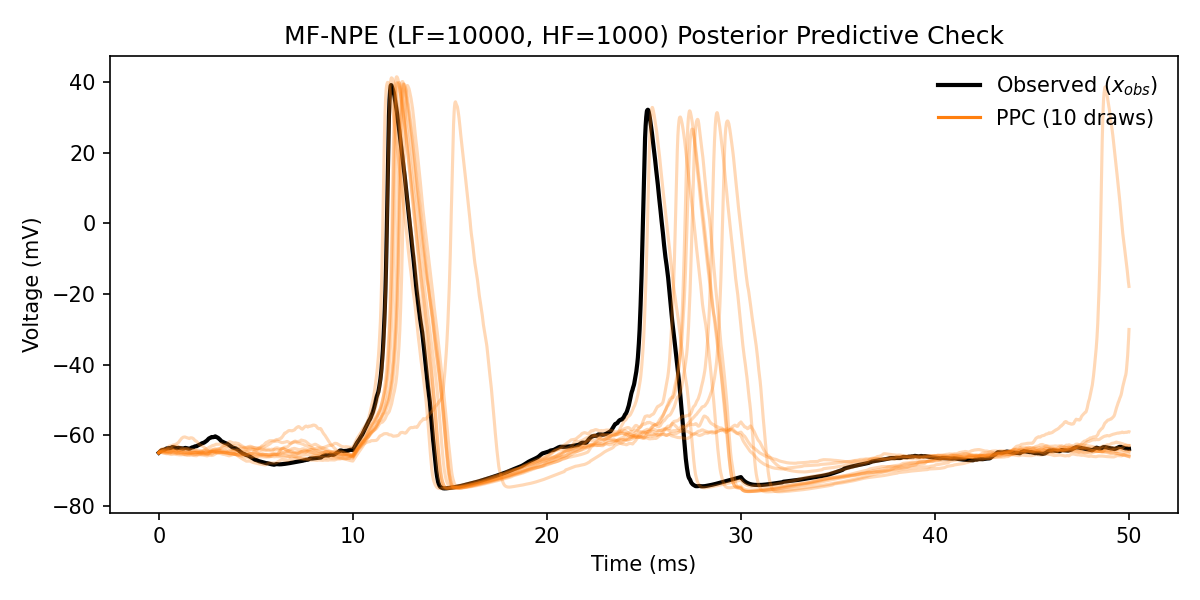 MF-NPE (LF=10000, HF=1000) Posterior Predictive Check
Observed (x_obs)
PPC (10 draws)
Voltage (mV)
40
20
0
−20
−40
−60
−80
0 10 20 30 40 50
Time (ms)